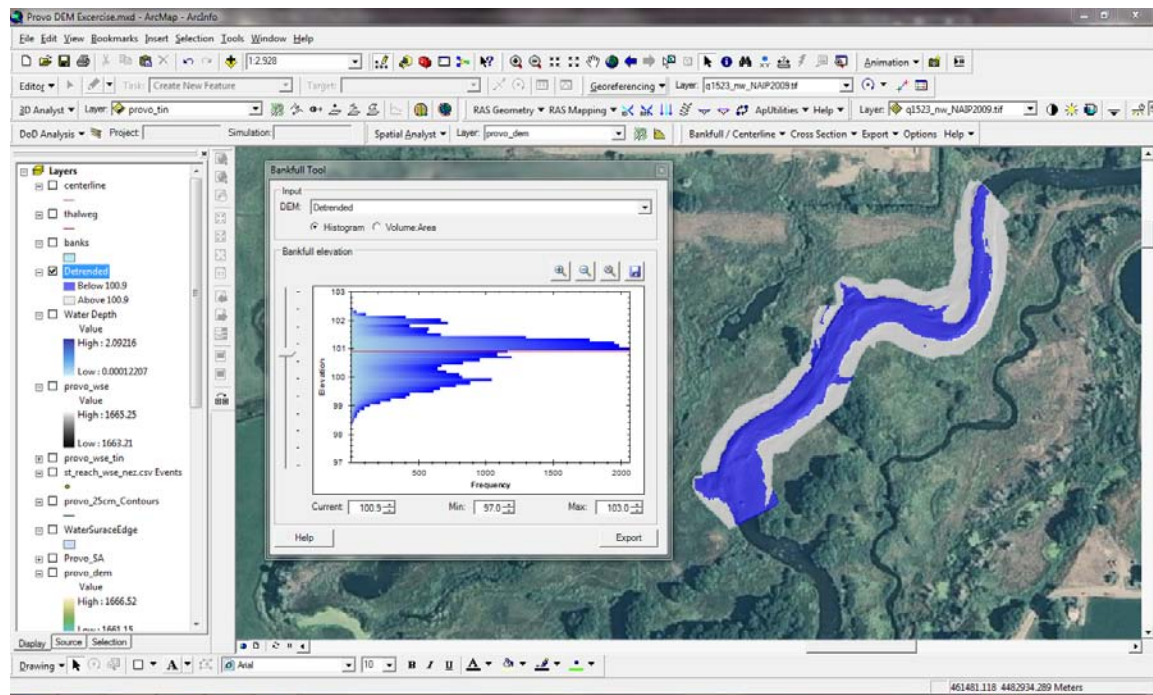 Provo DEM Excercise.mxd - ArcMap - ArcInfo
File Edit View Bookmarks Insert Selection Tools Window Help
1:2,928
Animation
Editor Task: Create New Feature Target: Georeferencing Layer: q1523_nw_NAIP2009.tif
3D Analyst Layer: provo_tin RAS Geometry RAS Mapping ApUtilities Help Layer: q1523_nw_NAIP2009.tif
DoD Analysis Project: Simulation: Spatial Analyst Layer: provo_dem Bankfull / Centerline Cross Section Export Options Help
Layers
centerline
thalweg
banks
Detrended
Below 100.9
Above 100.9
Water Depth
Value
High : 2.09216
Low : 0.00012207
provo_wse
Value
High : 1665.25
Low : 1663.21
provo_wse_tin
st_reach_wse_nez.csv Events
provo_25cm_Contours
WaterSuraceEdge
Provo_SA
provo_dem
Value
High : 1666.52
Low : 1661.15
Display Source Selection
Bankfull Tool
Input
DEM: Detrended
Histogram Volume:Area
Bankfull elevation
103
102
101
100
99
98
97
Elevation
500 1000 1500 2000
Frequency
Current: 100.9 Min: 97.0 Max: 103.0
Help Export
Drawing A Arial 10 B I U A
461481.118 4482934.289 Meters